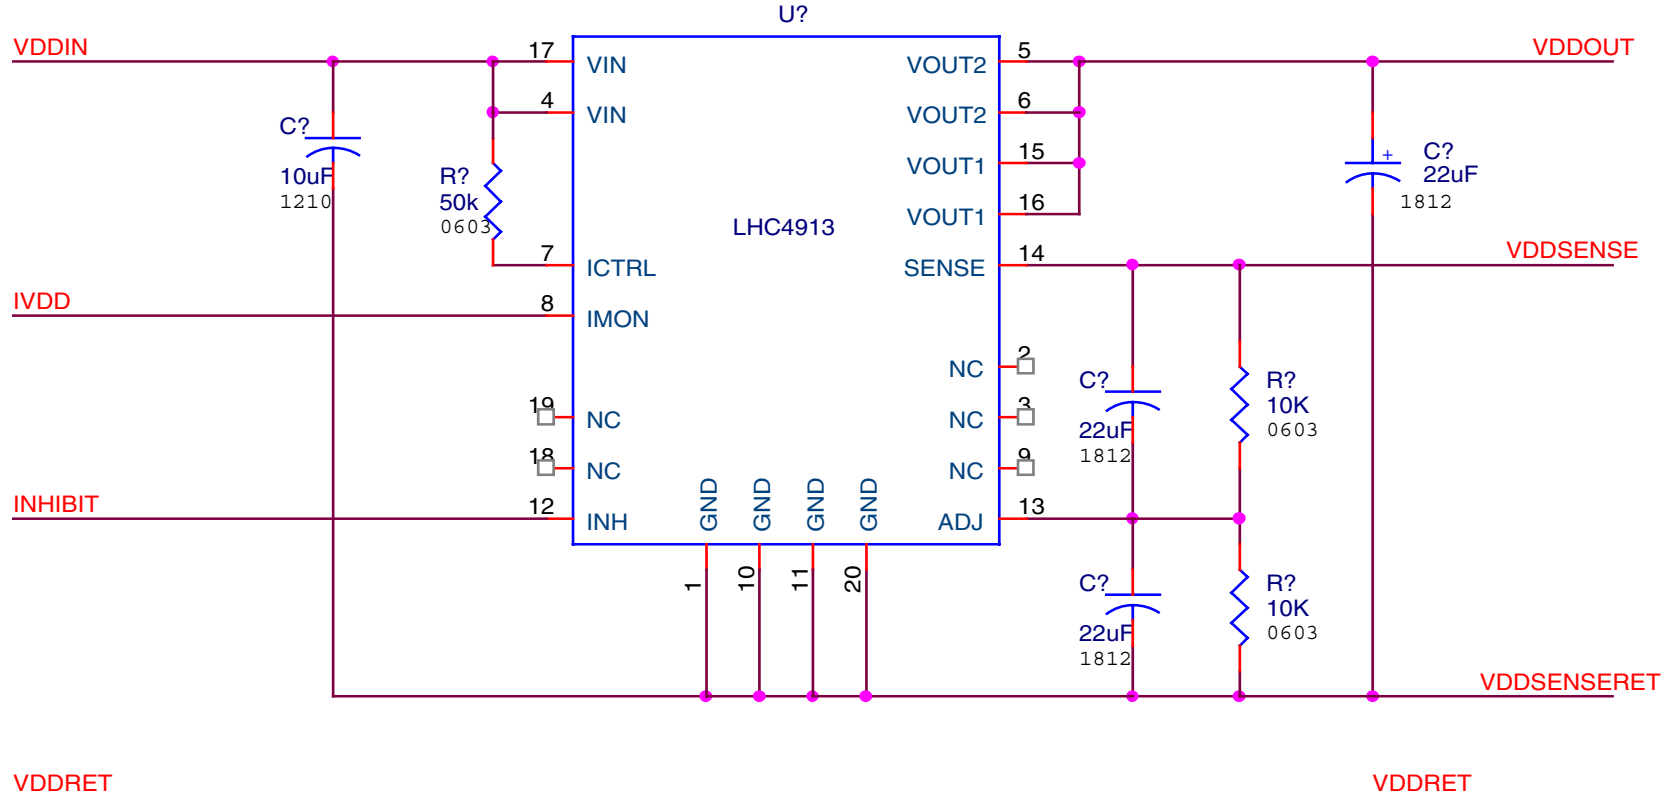 U?
VDDIN
17
VIN
VOUT2
5
VDDOUT
4
VIN
VOUT2
6
C?
10uF
1210
R?
50k
0603
VOUT1
15
C?
+
22uF
1812
VOUT1
16
LHC4913
7
ICTRL
SENSE
14
VDDSENSE
IVDD
8
IMON
NC
2
C?
22uF
1812
R?
10K
0603
19
NC
NC
3
18
NC
NC
9
INHIBIT
12
INH
GND
GND
GND
GND
ADJ
13
1
10
11
20
C?
22uF
1812
R?
10K
0603
VDDSENSERET
VDDRET
VDDRET